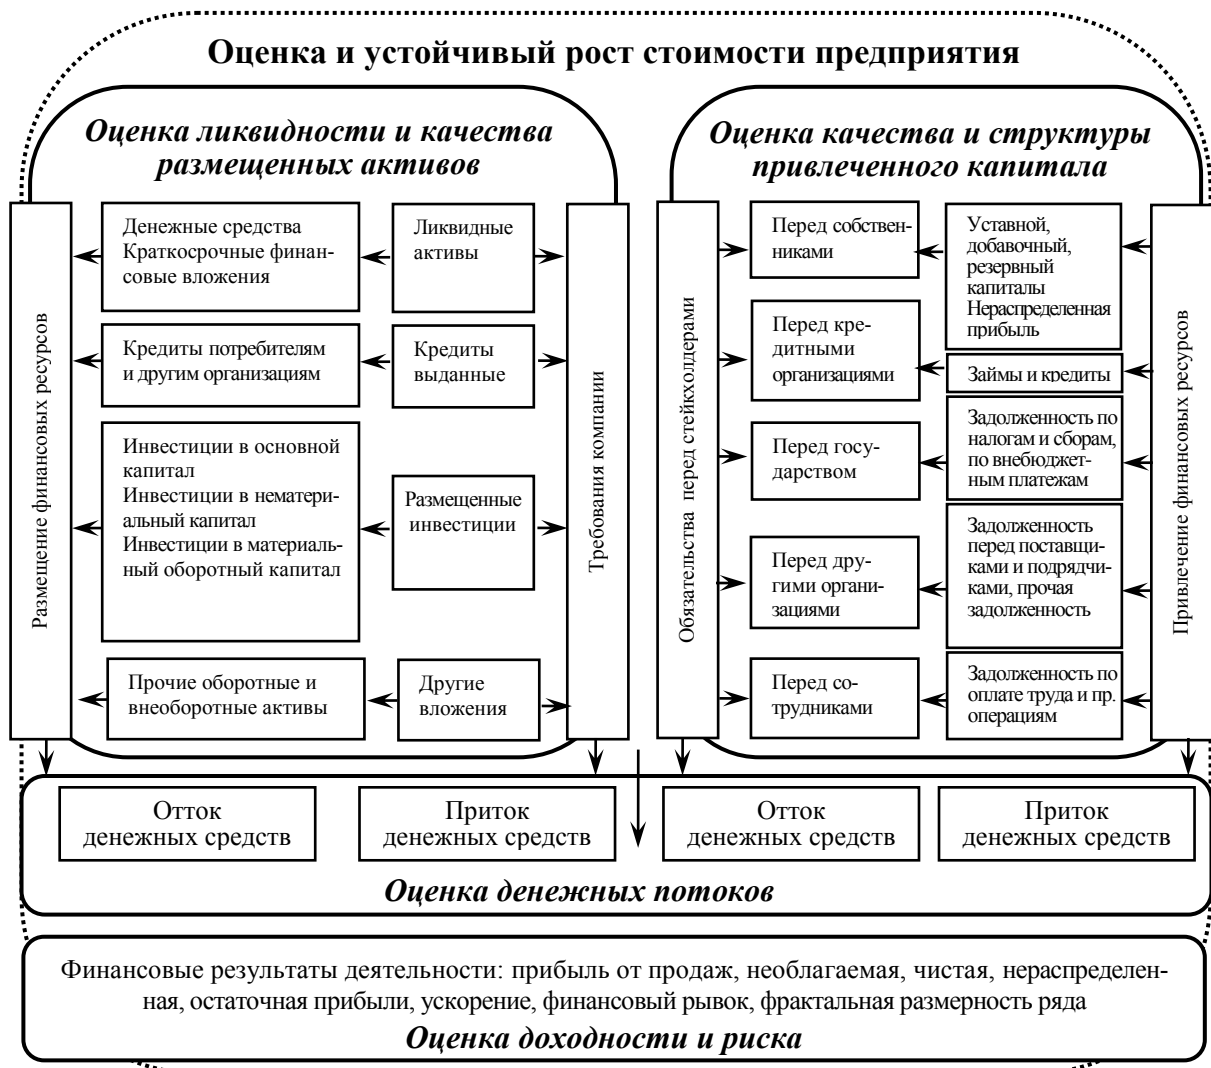 Оценка и устойчивый рост стоимости предприятия
Оценка ликвидности и качества
размещенных активов
Размещение финансовых ресурсов
Денежные средства
Краткосрочные финан-
совые вложения
Ликвидные
активы
Кредиты потребителям
и другим организациям
Кредиты
выданные
Инвестиции в основной
капитал
Инвестиции в нематери-
альный капитал
Инвестиции в материаль-
ный оборотный капитал
Размещенные
инвестиции
Прочие оборотные и
внеоборотные активы
Другие
вложения
Требования компании
Оценка качества и структуры
привлеченного капитала
Обязательства перед стейкхолдерами
Перед собствен-
никами
Уставной,
добавочный,
резервный
капиталы
Нераспределенная
прибыль
Перед кре-
дитными
организациями
Займы и кредиты
Перед госу-
дарством
Задолженность по
налогам и сборам,
по внебюджет-
ным платежам
Перед дру-
гими органи-
зациями
Задолженность
перед поставщи-
ками и подрядчи-
ками, прочая
задолженность
Перед со-
трудниками
Задолженность по
оплате труда и пр.
операциям
Привлечение финансовых ресурсов
Отток
денежных средств
Приток
денежных средств
Отток
денежных средств
Приток
денежных средств
Оценка денежных потоков
Финансовые результаты деятельности: прибыль от продаж, необлагаемая, чистая, нераспределен-
ная, остаточная прибыли, ускорение, финансовый рывок, фрактальная размерность ряда
Оценка доходности и риска